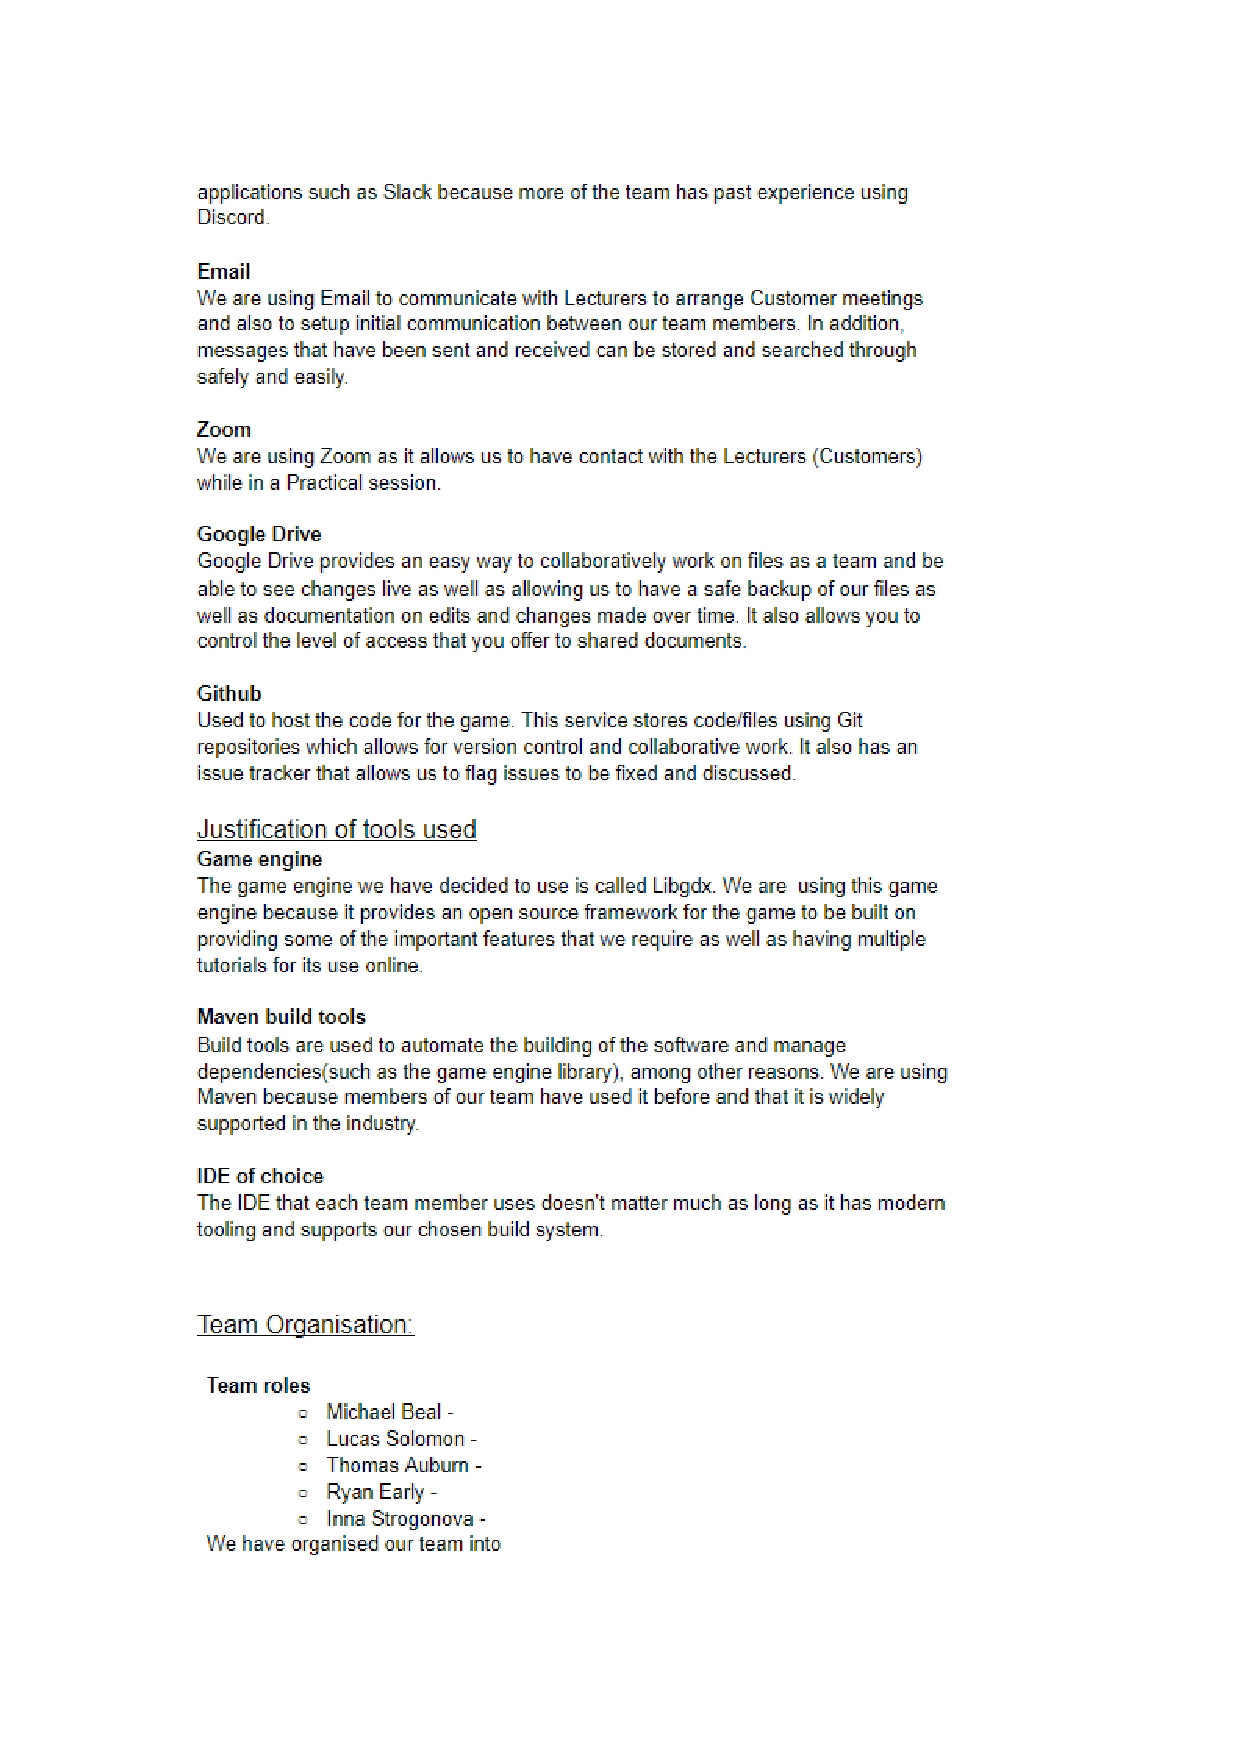 applications such as Slack because more of the team has past experience using
Discord.
Email
We are using Email to communicate with Lecturers to arrange Customer meetings
and also to setup initial communication between our team members. In addition,
messages that have been sent and received can be stored and searched through
safely and easily.
Zoom
We are using Zoom as it allows us to have contact with the Lecturers (Customers)
while in a Practical session.
Google Drive
Google Drive provides an easy way to collaboratively work on files as a team and be
able to see changes live as well as allowing us to have a safe backup of our files as
well as documentation on edits and changes made over time. It also allows you to
control the level of access that you offer to shared documents.
Github
Used to host the code for the game. This service stores code/files using Git
repositories which allows for version control and collaborative work. It also has an
issue tracker that allows us to flag issues to be fixed and discussed.
Justification of tools used
Game engine
The game engine we have decided to use is called Libgdx. We are  using this game
engine because it provides an open source framework for the game to be built on
providing some of the important features that we require as well as having multiple
tutorials for its use online.
Maven build tools
Build tools are used to automate the building of the software and manage
dependencies(such as the game engine library), among other reasons. We are using
Maven because members of our team have used it before and that it is widely
supported in the industry.
IDE of choice
The IDE that each team member uses doesn't matter much as long as it has modern
tooling and supports our chosen build system.
Team Organisation:
Team roles
○ Michael Beal -
○ Lucas Solomon -
○ Thomas Auburn -
○ Ryan Early -
○ Inna Strogonova -
We have organised our team into